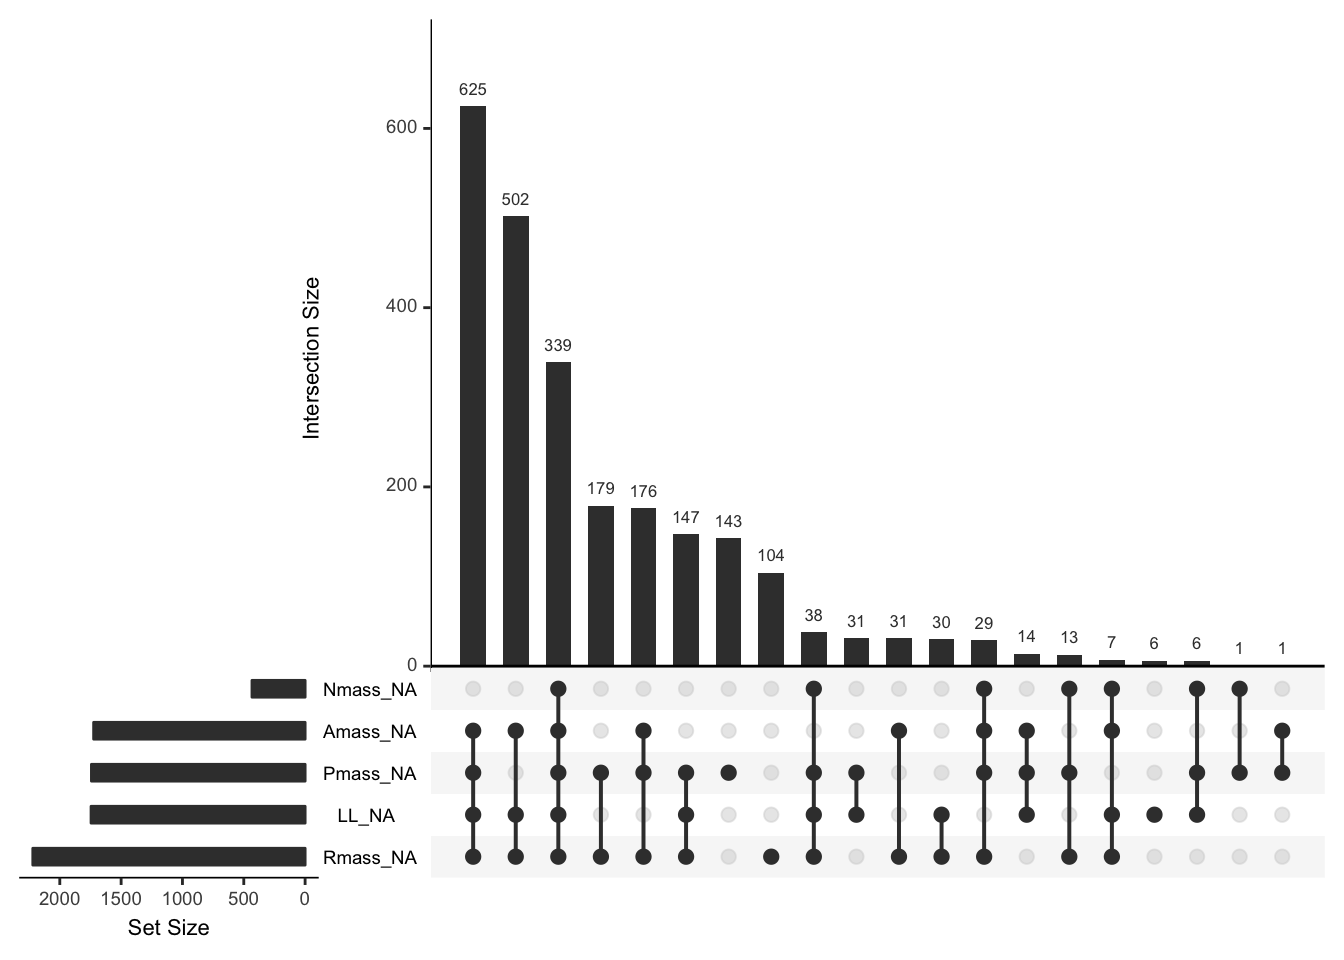 625
600
502
400
339
Intersection Size
200
179 176 147 143 104 38 31 31 30 29 14 13 7 6 6 1 1
0
Nmass_NA
Amass_NA
Pmass_NA
LL_NA
Rmass_NA
2000 1500 1000 500 0
Set Size